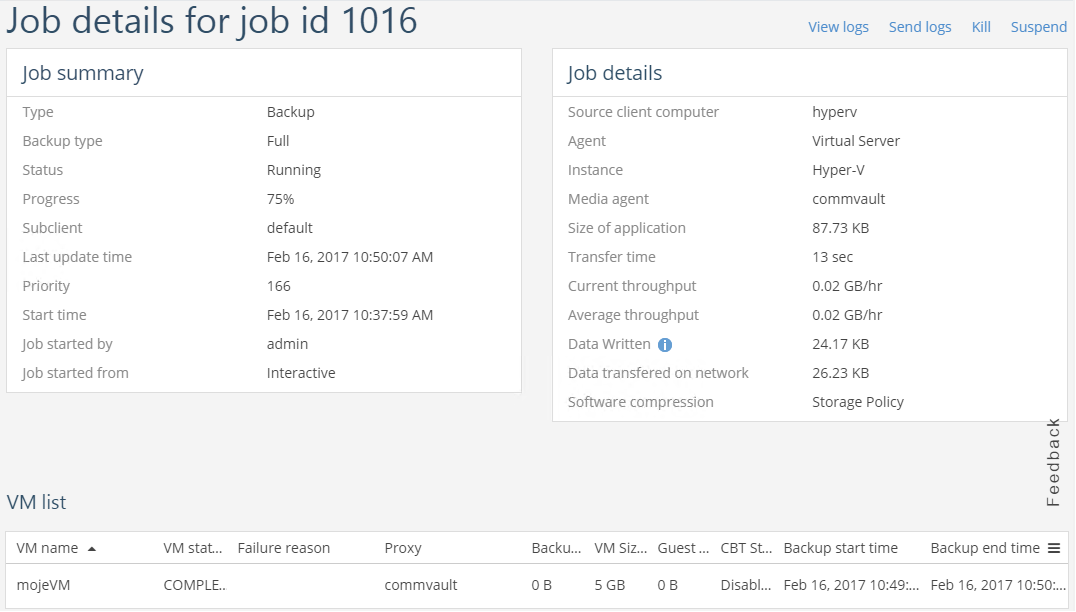 Job details for job id 1016
View logs Send logs Kill Suspend
Job summary
Type Backup
Backup type Full
Status Running
Progress 75%
Subclient default
Last update time Feb 16, 2017 10:50:07 AM
Priority 166
Start time Feb 16, 2017 10:37:59 AM
Job started by admin
Job started from Interactive
Job details
Source client computer hyperv
Agent Virtual Server
Instance Hyper-V
Media agent commvault
Size of application 87.73 KB
Transfer time 13 sec
Current throughput 0.02 GB/hr
Average throughput 0.02 GB/hr
Data Written i 24.17 KB
Data transfered on network 26.23 KB
Software compression Storage Policy
Feedback
VM list
VM name VM stat... Failure reason Proxy Backu... VM Siz... Guest ... CBT St... Backup start time Backup end time
mojeVM COMPLE.. commvault 0 B 5 GB 0 B Disabl... Feb 16, 2017 10:49:... Feb 16, 2017 10:50:...